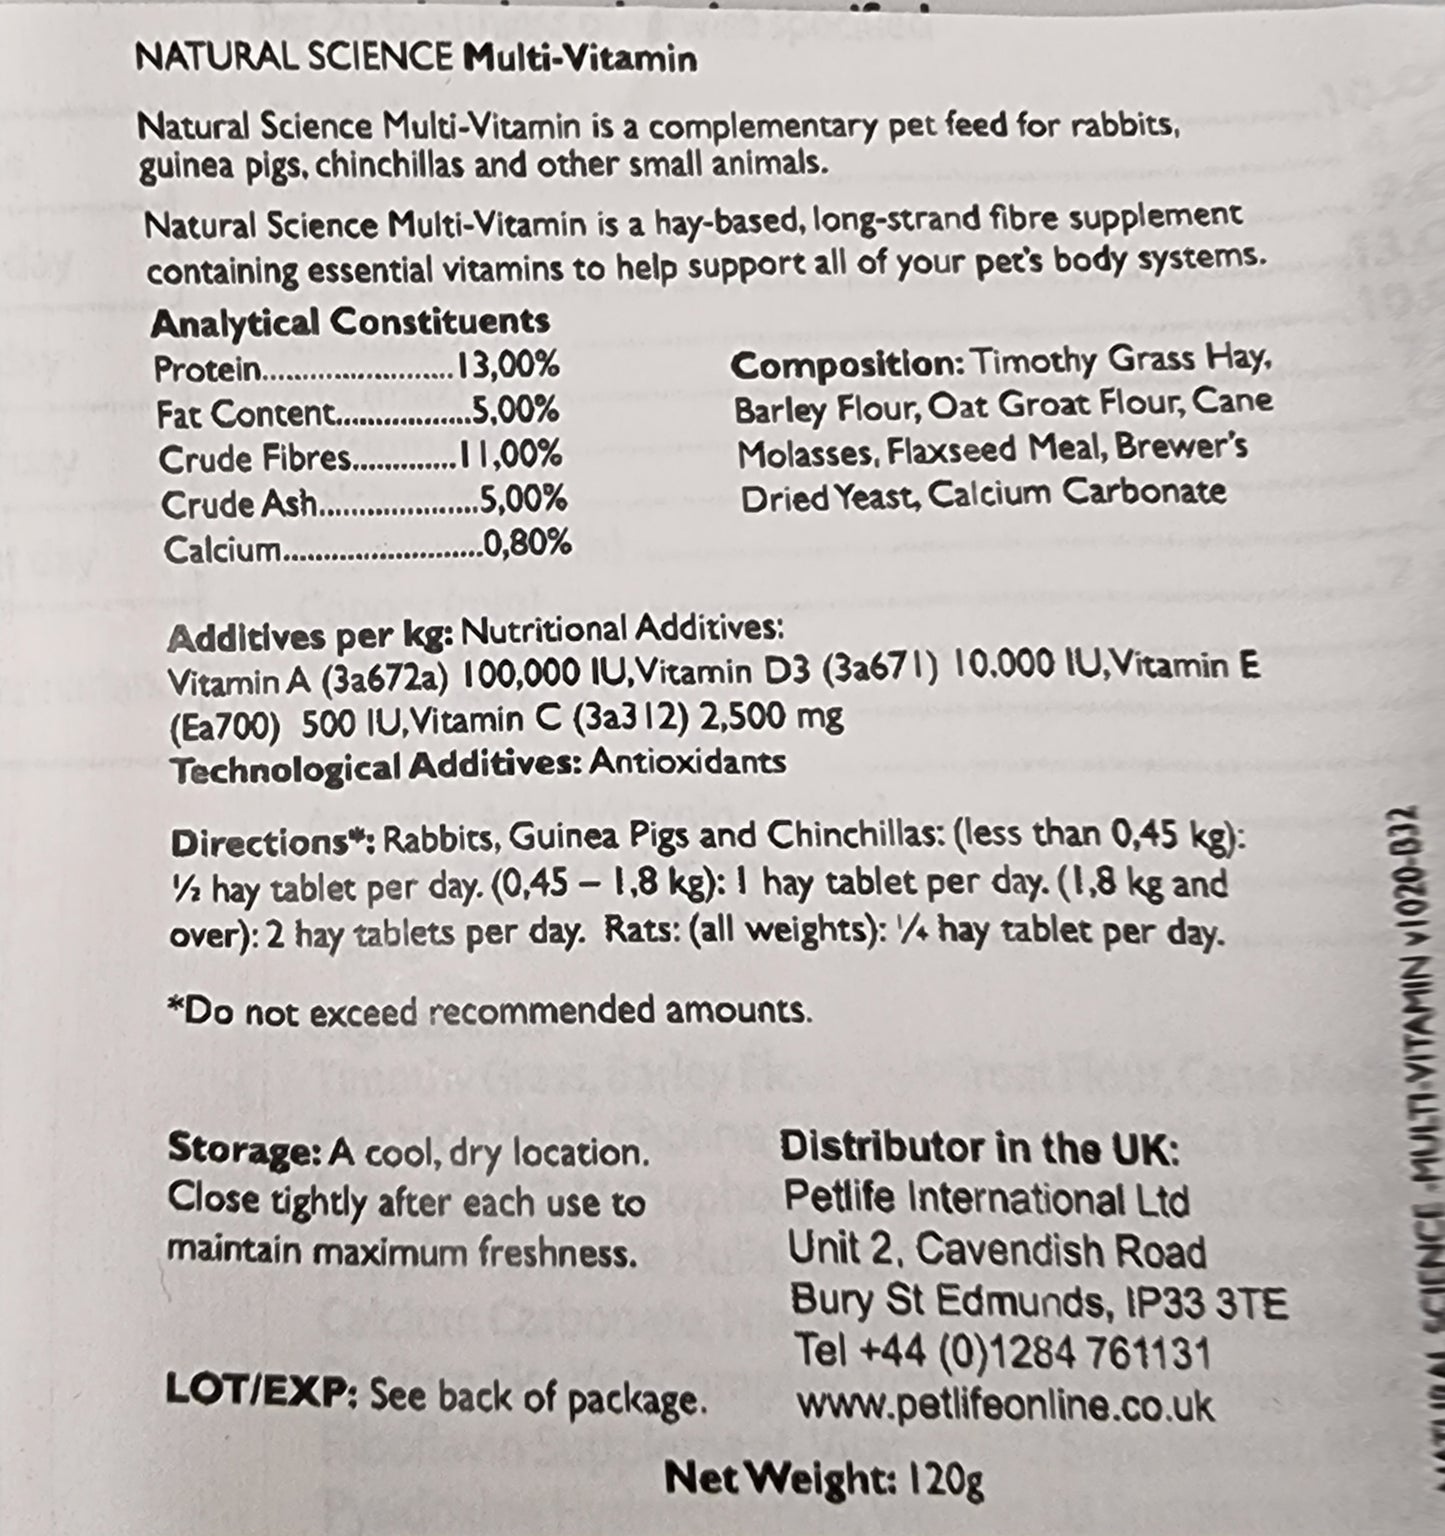 NATURAL SCIENCE Multi-Vitamin
Natural Science Multi-Vitamin is a complementary pet feed for rabbits,
guinea pigs, chinchillas and other small animals.
Natural Science Multi-Vitamin is a hay-based, long-strand fibre supplement
containing essential vitamins to help support all of your pet's body systems.
Analytical Constituents
Protein........................13,00%
Fat Content.................5,00%
Crude Fibres.............11,00%
Crude Ash....................5,00%
Calcium.........................0,80%
Composition: Timothy Grass Hay,
Barley Flour, Oat Groat Flour, Cane
Molasses, Flaxseed Meal, Brewer's
Dried Yeast, Calcium Carbonate
Additives per kg: Nutritional Additives:
Vitamin A (3a672a) 100,000 IU, Vitamin D3 (3a671) 10.000 IU, Vitamin E
(Ea700) 500 IU, Vitamin C (3a312) 2,500 mg
Technological Additives: Antioxidants
Directions*: Rabbits, Guinea Pigs and Chinchillas: (less than 0,45 kg):
½ hay tablet per day. (0,45 – 1,8 kg): 1 hay tablet per day. (1,8 kg and
over): 2 hay tablets per day. Rats: (all weights): ¼ hay tablet per day.
*Do not exceed recommended amounts.
Storage: A cool, dry location.
Close tightly after each use to
maintain maximum freshness.
LOT/EXP: See back of package.
Distributor in the UK:
Petlife International Ltd
Unit 2, Cavendish Road
Bury St Edmunds, IP33 3TE
Tel +44 (0)1284 761131
www.petlifeonline.co.uk
Net Weight: 120g
NATURAL SCIENCE -MULTI-VITAMIN v1020-B32